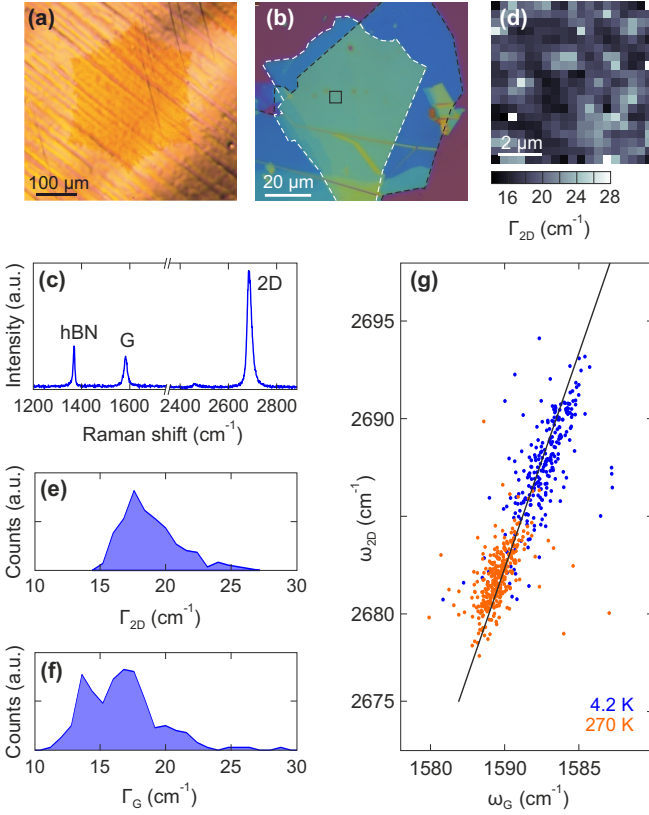 (a)
100 µm
(b)
20 µm
(d)
2 µm
16 20 24 28
Γ2D (cm-1)
(c)
hBN
G
2D
Intensity (a.u.)
1200 1400 1600 2400 2600 2800
Raman shift (cm-1)
(e)
Counts (a.u.)
10 15 20 25 30
Γ2D (cm-1)
(f)
Counts (a.u.)
10 15 20 25 30
ΓG (cm-1)
(g)
2695
2690
2685
2680
2675
ω2D (cm-1)
4.2 K
270 K
1580 1590 1585
ωG (cm-1)